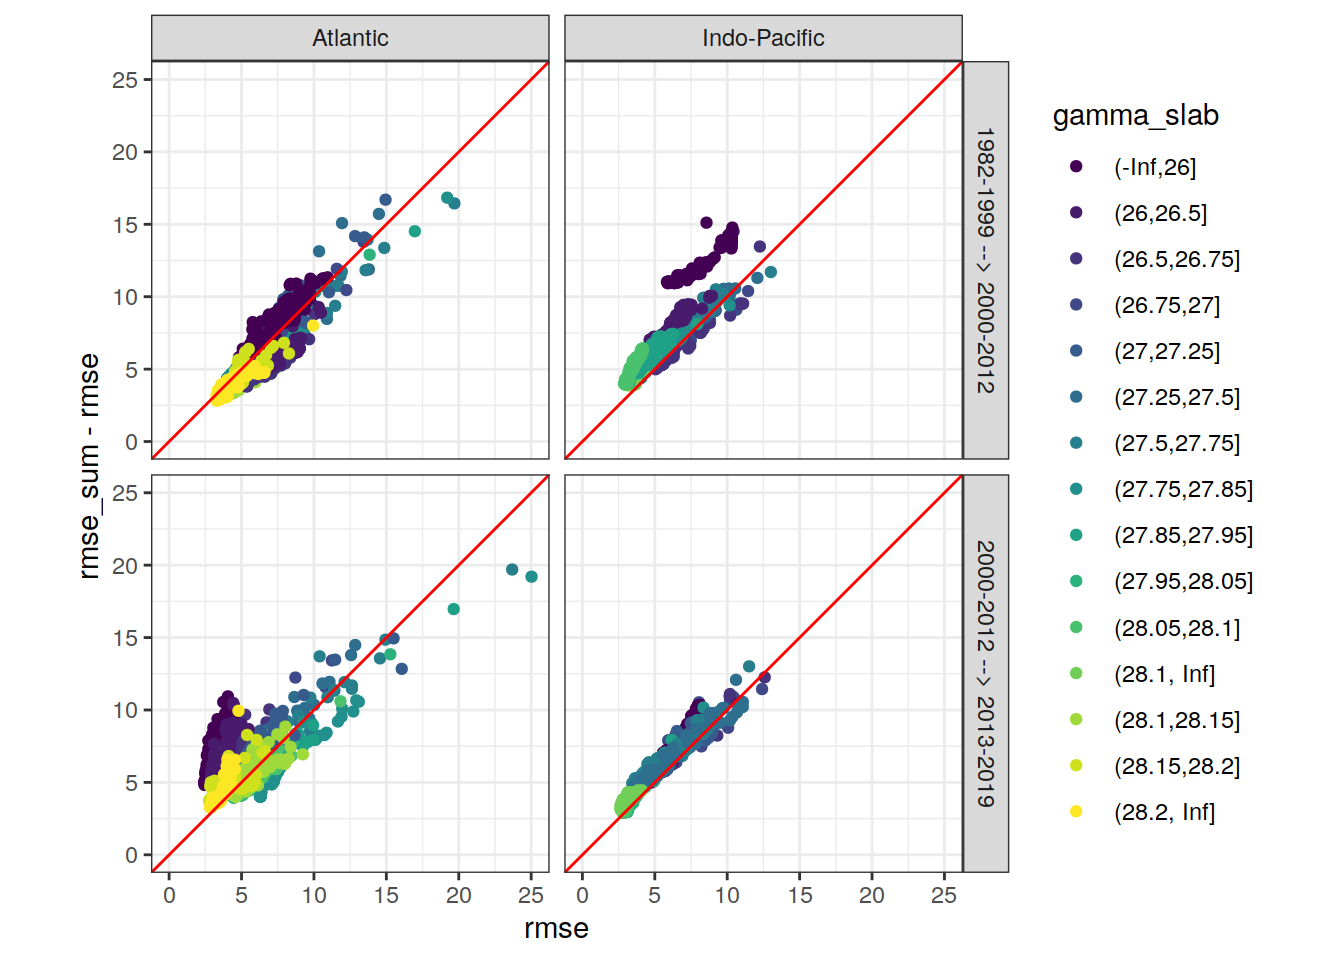 Atlantic
Indo-Pacific
25
20
15
10
5
0
1982-1999 --> 2000-2012
25
20
15
10
5
0
2000-2012 --> 2013-2019
0 5 10 15 20 25
0 5 10 15 20 25
rmse
rmse_sum - rmse
gamma_slab
(-Inf,26]
(26,26.5]
(26.5,26.75]
(26.75,27]
(27,27.25]
(27.25,27.5]
(27.5,27.75]
(27.75,27.85]
(27.85,27.95]
(27.95,28.05]
(28.05,28.1]
(28.1, Inf]
(28.1,28.15]
(28.15,28.2]
(28.2, Inf]